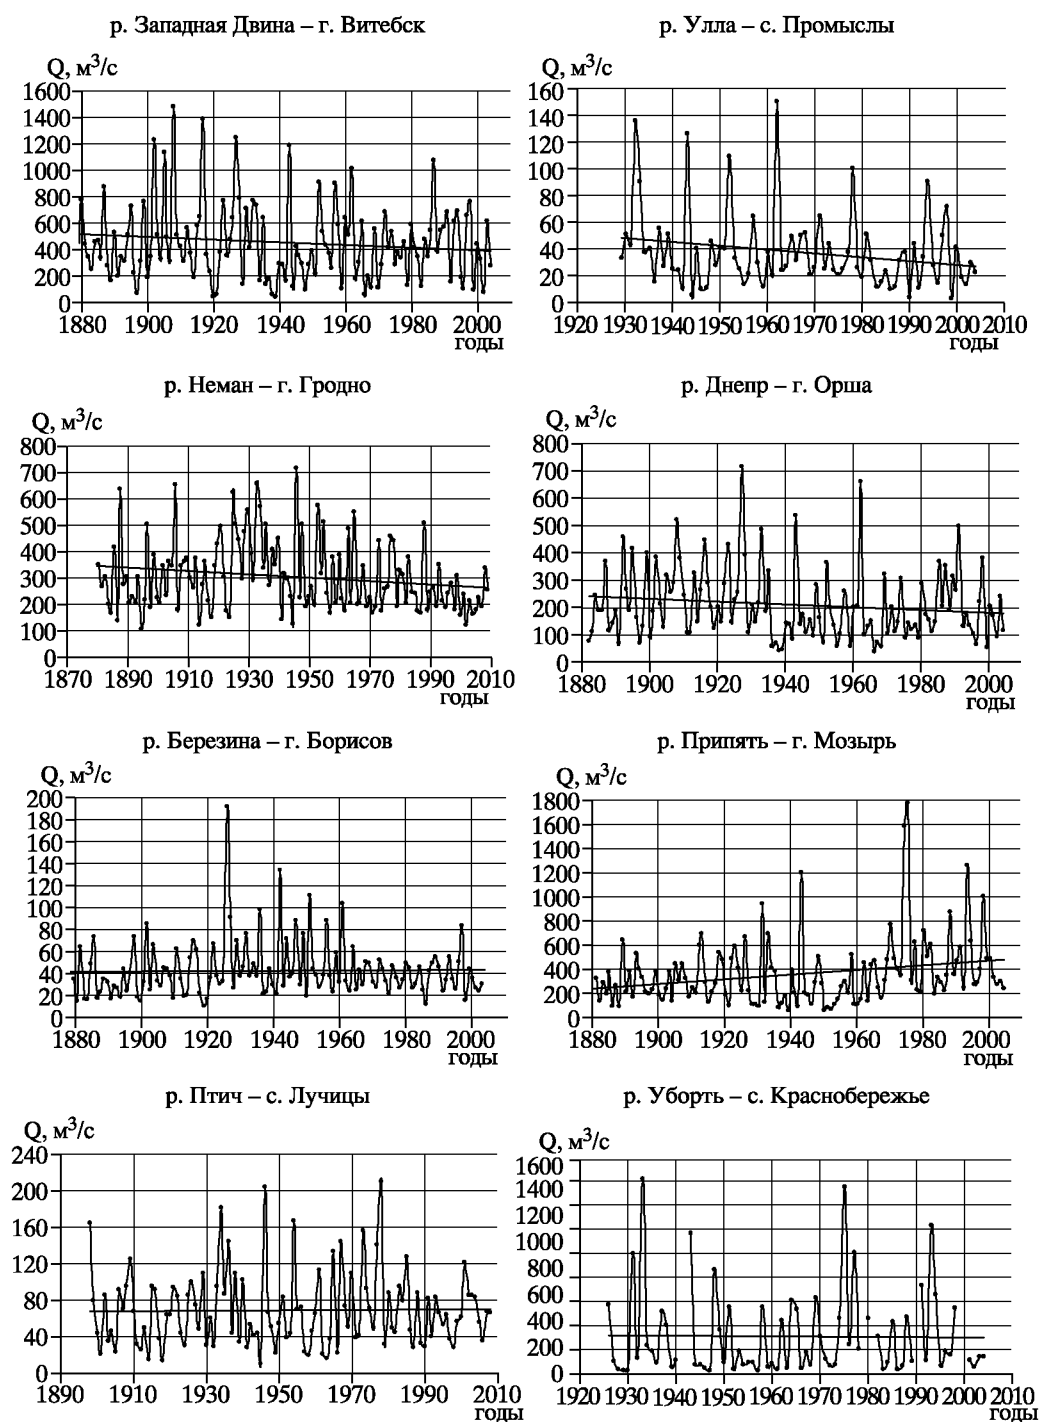 р. Западная Двина – г. Витебск
Q, м³/с
1600
1400
1200
1000
800
600
400
200
0
1880 1900 1920 1940 1960 1980 2000
годы
р. Улла – с. Промыслы
Q, м³/с
160
140
120
100
80
60
40
20
0
1920 1930 1940 1950 1960 1970 1980 1990 2000 2010
годы
р. Неман – г. Гродно
Q, м³/с
800
700
600
500
400
300
200
100
0
1870 1890 1910 1930 1950 1970 1990 2010
годы
р. Днепр – г. Орша
Q, м³/с
800
700
600
500
400
300
200
100
0
1880 1900 1920 1940 1960 1980 2000
годы
р. Березина – г. Борисов
Q, м³/с
200
180
160
140
120
100
80
60
40
20
0
1880 1900 1920 1940 1960 1980 2000
годы
р. Припять – г. Мозырь
Q, м³/с
1800
1600
1400
1200
1000
800
600
400
200
0
1880 1900 1920 1940 1960 1980 2000
годы
р. Птич – с. Лучицы
Q, м³/с
240
200
160
120
80
40
0
1890 1910 1930 1950 1970 1990 2010
годы
р. Уборть – с. Краснобережье
Q, м³/с
1600
1400
1200
1000
800
600
400
200
0
1920 1930 1940 1950 1960 1970 1980 1990 2000 2010
годы